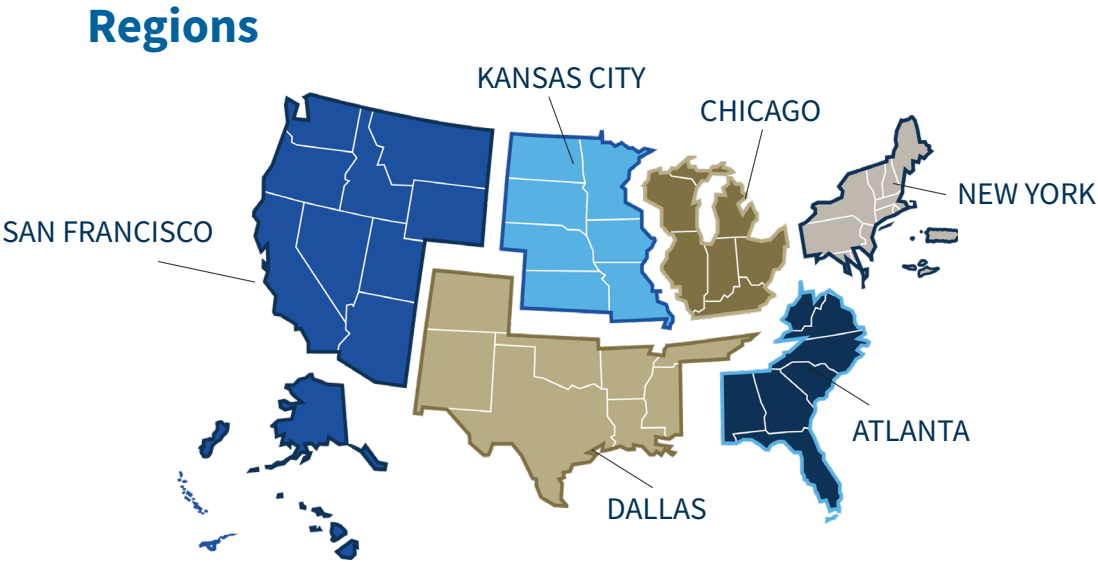 Regions
KANSAS CITY
CHICAGO
NEW YORK
SAN FRANCISCO
ATLANTA
DALLAS